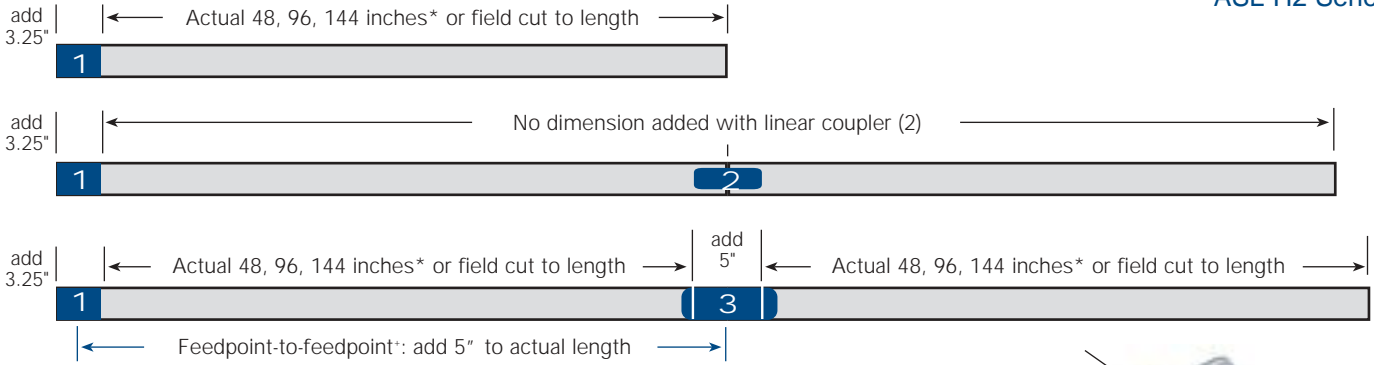 add
3.25"
Actual 48, 96, 144 inches* or field cut to length
1
add
3.25"
No dimension added with linear coupler (2)
1
2
add
3.25"
Actual 48, 96, 144 inches* or field cut to length
add
5"
Actual 48, 96, 144 inches* or field cut to length
1
3
Feedpoint-to-feedpoint⁺: add 5" to actual length